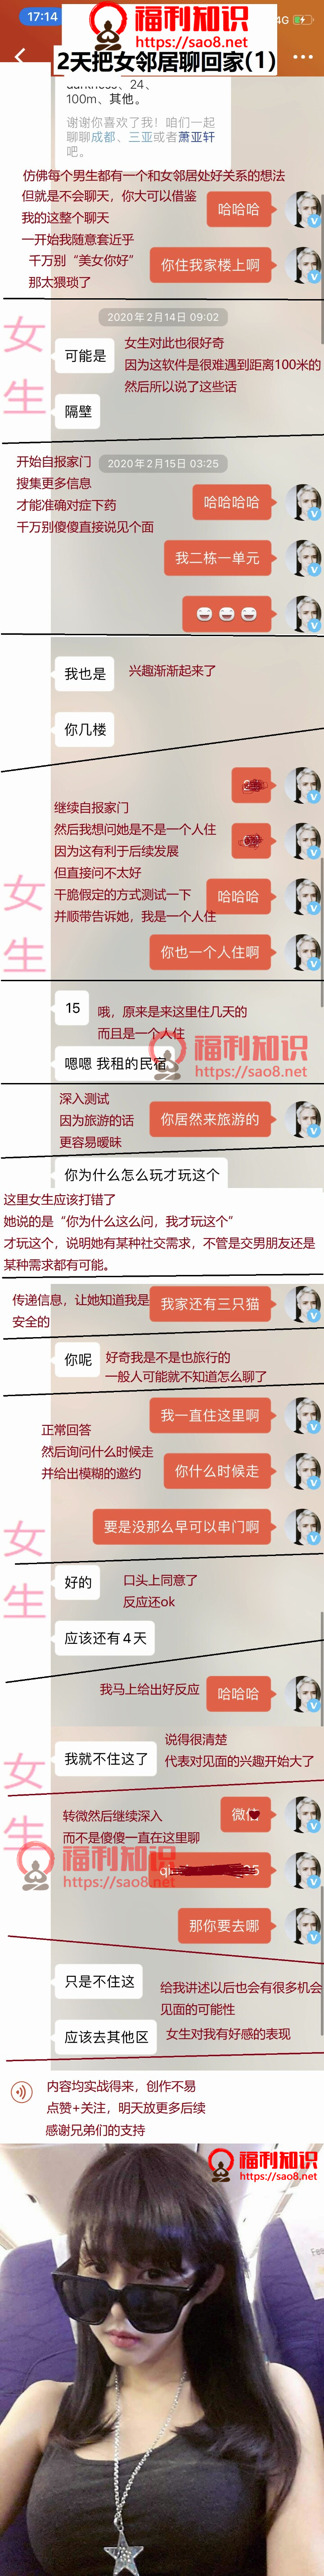 17:14
4G
福利知识
https://sao8.net
2天把女邻居聊回家(1)
darkness、24、
100m、其他。
谢谢你喜欢了我！咱们一起
聊聊成都、三亚或者萧亚轩
吧。
仿佛每个男生都有一个和女邻居处好关系的想法
但就是不会聊天，你大可以借鉴
我的这整个聊天
哈哈哈
一开始我随意套近乎
千万别“美女你好”
那太猥琐了
你住我家楼上啊
2020年2月14日 09:02
女生
可能是
隔壁
女生对此也很好奇
因为这软件是很难遇到距离100米的
然后所以说了这些话
开始自报家门
搜集更多信息
才能准确对症下药
千万别傻傻直接说见个面
2020年2月15日 03:25
哈哈哈哈
我二栋一单元
我也是
兴趣渐渐起来了
你几楼
继续自报家门
然后我想问她是不是一个人住
因为这有利于后续发展
但直接问不太好
干脆假定的方式测试一下
并顺带告诉她，我是一个人住
女生
哈哈哈
你也一个人住啊
15
哦，原来是来这里住几天的
而且是一个人住
嗯嗯 我租的民宿
福利知识
https://sao8.net
深入测试
因为旅游的话
更容易暧昧
你居然来旅游的
你为什么怎么玩才玩这个
这里女生应该打错了
她说的是“你为什么这么问，我才玩这个”
才玩这个，说明她有某种社交需求，不管是交男朋友还是
某种需求都有可能。
传递信息，让她知道我是
安全的
我家还有三只猫
你呢
好奇我是不是也旅行的
一般人可能就不知道怎么聊了
我一直住这里啊
正常回答
然后询问什么时候走
并给出模糊的邀约
你什么时候走
要是没那么早可以串门啊
女生
好的
口头上同意了
反应还ok
应该还有4天
我马上给出好反应
哈哈哈
女生
我就不住这了
说得很清楚
代表对见面的兴趣开始大了
转微然后继续深入
而不是傻傻一直在这里聊
微
福利知识
https://sao8.net
那你要去哪
只是不住这
给我讲述以后也会有很多机会
见面的可能性
应该去其他区
女生对我有好感的表现
内容均实战得来，创作不易
点赞+关注，明天放更多后续
感谢兄弟们的支持
福利知识
https://sao8.net